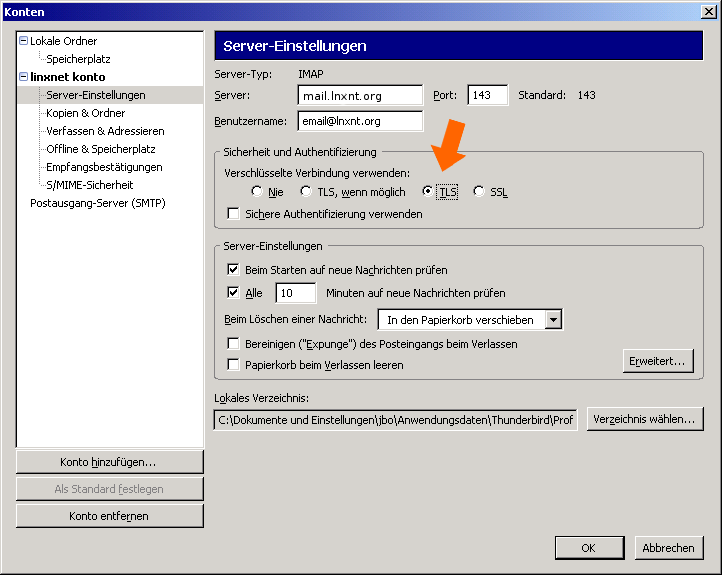 Konten
Lokale Ordner
Speicherplatz
linxnet konto
Server-Einstellungen
Kopien & Ordner
Verfassen & Adressieren
Offline & Speicherplatz
Empfangsbestätigungen
S/MIME-Sicherheit
Postausgang-Server (SMTP)
Konto hinzufügen...
Als Standard festlegen
Konto entfernen
Server-Einstellungen
Server-Typ: IMAP
Server: mail.lnxnt.org Port: 143 Standard: 143
Benutzername: email@lnxnt.org
Sicherheit und Authentifizierung
Verschlüsselte Verbindung verwenden:
Nie TLS, wenn möglich TLS SSL
Sichere Authentifizierung verwenden
Server-Einstellungen
Beim Starten auf neue Nachrichten prüfen
Alle 10 Minuten auf neue Nachrichten prüfen
Beim Löschen einer Nachricht: In den Papierkorb verschieben
Bereinigen ("Expunge") des Posteingangs beim Verlassen
Papierkorb beim Verlassen leeren
Erweitert...
Lokales Verzeichnis:
C:\Dokumente und Einstellungen\jbo\Anwendungsdaten\Thunderbird\Prof
Verzeichnis wählen...
OK Abbrechen